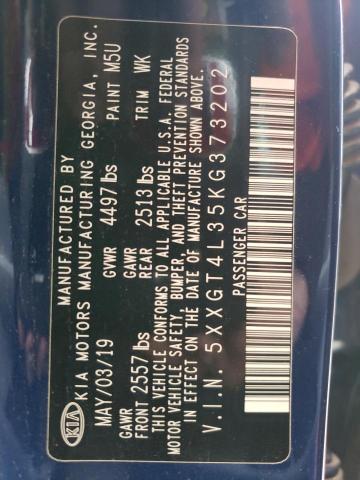 KIA
MANUFACTURED BY
KIA MOTORS MANUFACTURING GEORGIA, INC.
MAY/03/19 GVWR 4497 lbs PAINT M5U
GAWR GAWR
FRONT 2557 lbs REAR 2513 lbs TRIM WK
THIS VEHICLE CONFORMS TO ALL APPLICABLE U.S.A. FEDERAL
MOTOR VEHICLE SAFETY, BUMPER, AND THEFT PREVENTION STANDARDS
IN EFFECT ON THE DATE OF MANUFACTURE SHOWN ABOVE.
V.I.N. 5XXGT4L35KG373202
PASSENGER CAR